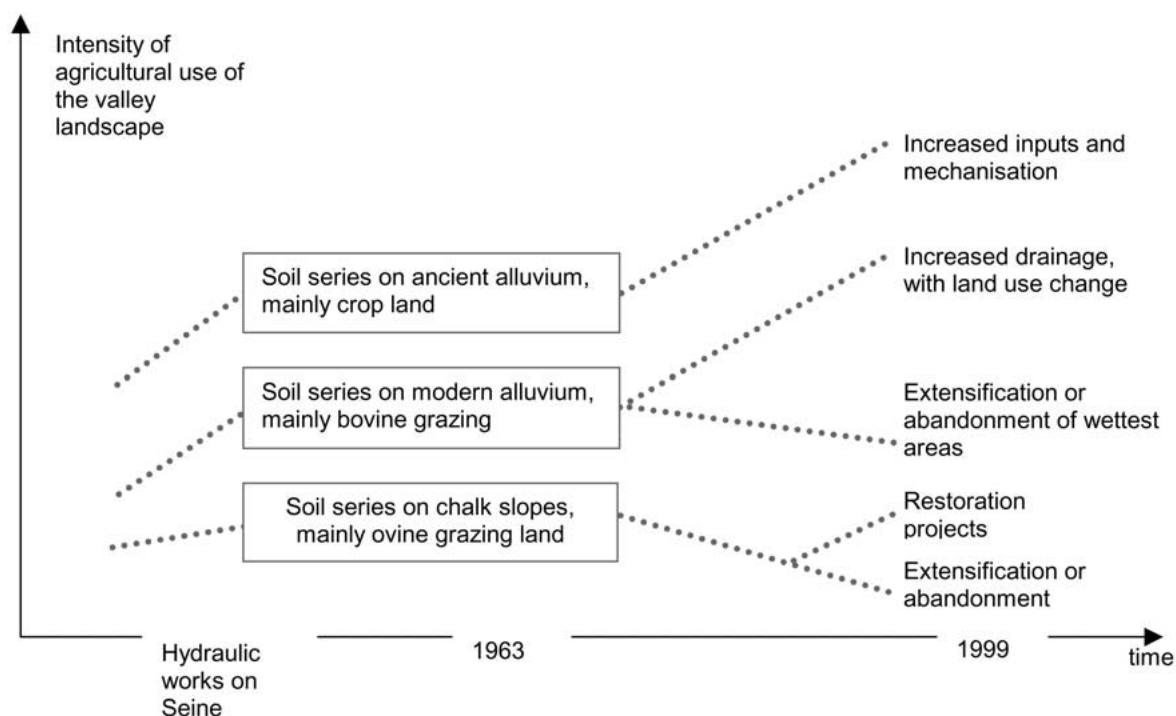 Intensity of
agricultural use of
the valley
landscape
Increased inputs and
mechanisation
Soil series on ancient alluvium,
mainly crop land
Increased drainage,
with land use change
Soil series on modern alluvium,
mainly bovine grazing
Extensification or
abandonment of wettest
areas
Soil series on chalk slopes,
mainly ovine grazing land
Restoration
projects
Extensification or
abandonment
Hydraulic
works on
Seine
1963
1999
time